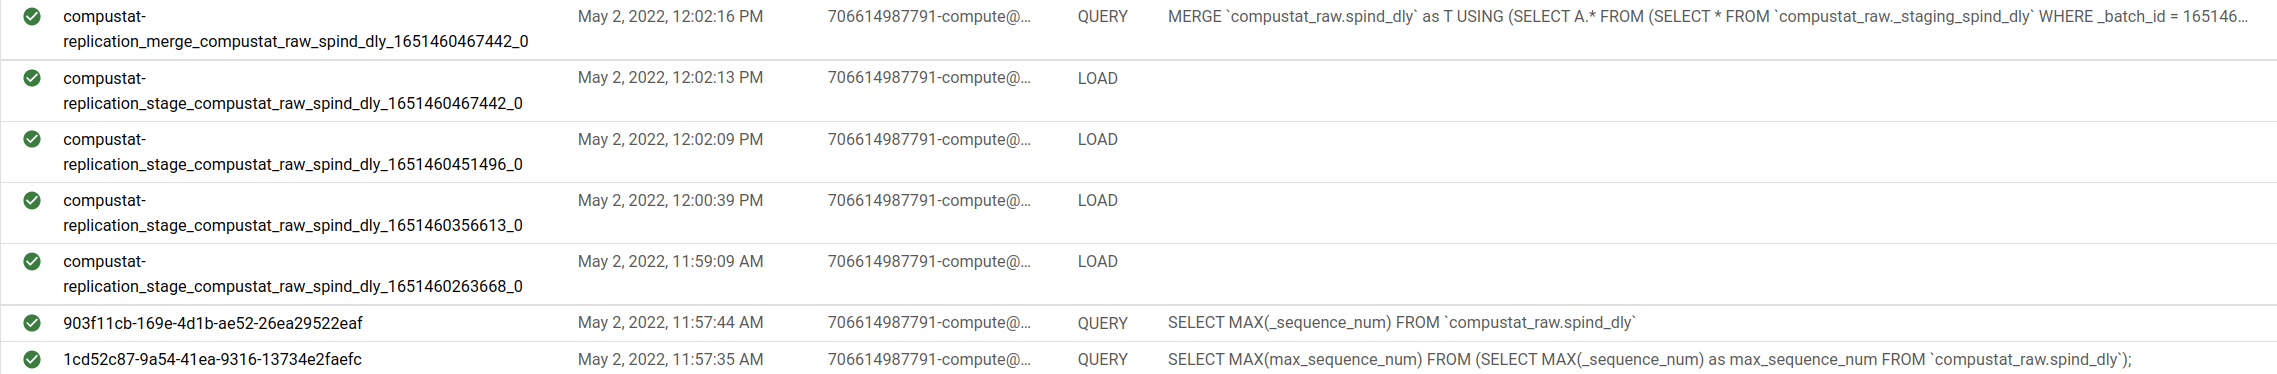 compustat- May 2, 2022, 12:02:16 PM 706614987791-compute@... QUERY MERGE `compustat_raw.spind_dly` as T USING (SELECT A.* FROM (SELECT * FROM `compustat_raw._staging_spind_dly` WHERE _batch_id = 165146...
replication_merge_compustat_raw_spind_dly_1651460467442_0
compustat- May 2, 2022, 12:02:13 PM 706614987791-compute@... LOAD
replication_stage_compustat_raw_spind_dly_1651460467442_0
compustat- May 2, 2022, 12:02:09 PM 706614987791-compute@... LOAD
replication_stage_compustat_raw_spind_dly_1651460451496_0
compustat- May 2, 2022, 12:00:39 PM 706614987791-compute@... LOAD
replication_stage_compustat_raw_spind_dly_1651460356613_0
compustat- May 2, 2022, 11:59:09 AM 706614987791-compute@... LOAD
replication_stage_compustat_raw_spind_dly_1651460263668_0
903f11cb-169e-4d1b-ae52-26ea29522eaf May 2, 2022, 11:57:44 AM 706614987791-compute@... QUERY SELECT MAX(_sequence_num) FROM `compustat_raw.spind_dly`
1cd52c87-9a54-41ea-9316-13734e2faefc May 2, 2022, 11:57:35 AM 706614987791-compute@... QUERY SELECT MAX(max_sequence_num) FROM (SELECT MAX(_sequence_num) as max_sequence_num FROM `compustat_raw.spind_dly`);